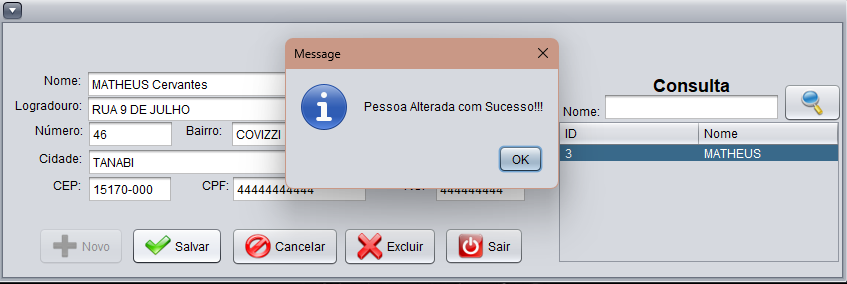 Message
Pessoa Alterada com Sucesso!!!
OK
Nome: MATHEUS Cervantes
Logradouro: RUA 9 DE JULHO
Número: 46 Bairro: COVIZZI
Cidade: TANABI
CEP: 15170-000 CPF: 44444444444 444444444
Novo Salvar Cancelar Excluir Sair
Consulta
Nome:
ID Nome
3 MATHEUS